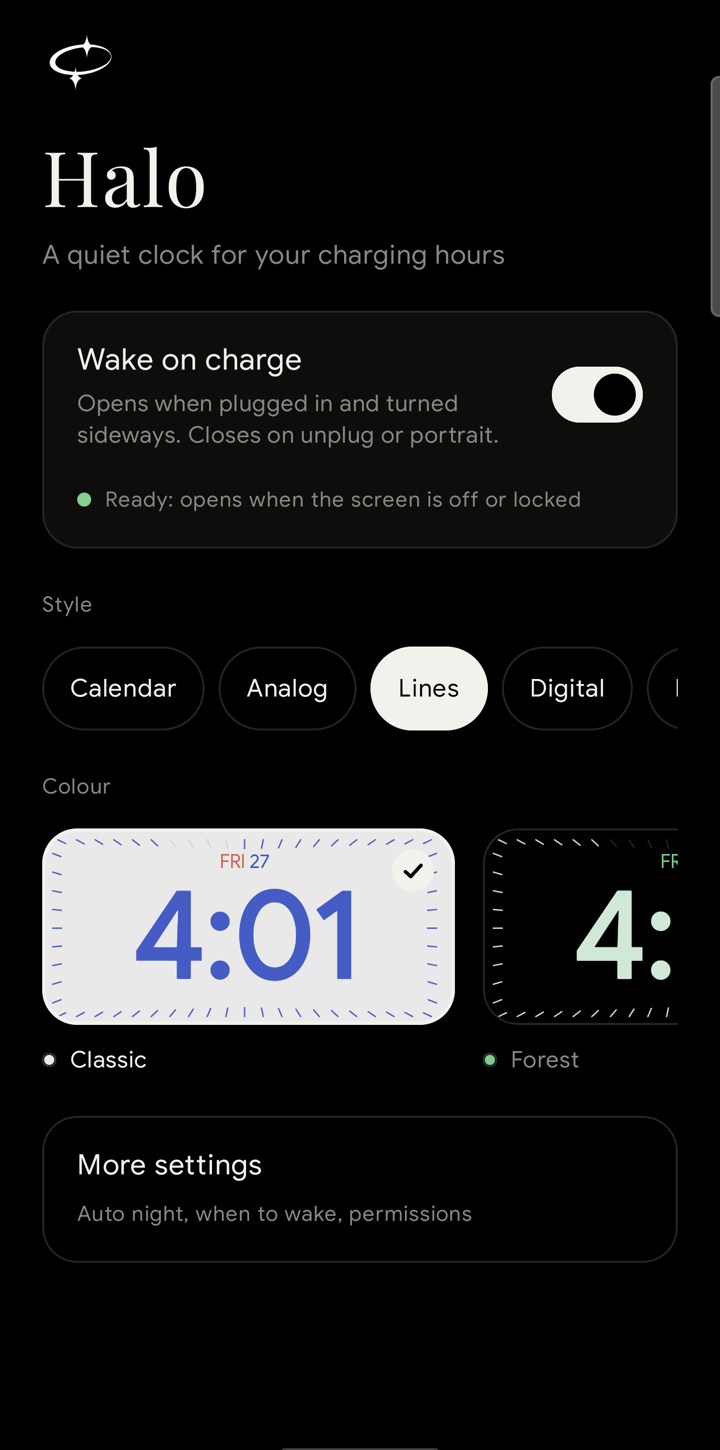 Halo
A quiet clock for your charging hours
Wake on charge
Opens when plugged in and turned
sideways. Closes on unplug or portrait.
Ready: opens when the screen is off or locked
Style
Calendar
Analog
Lines
Digital
Colour
FRI 27
4:01
4:
Classic
Forest
More settings
Auto night, when to wake, permissions